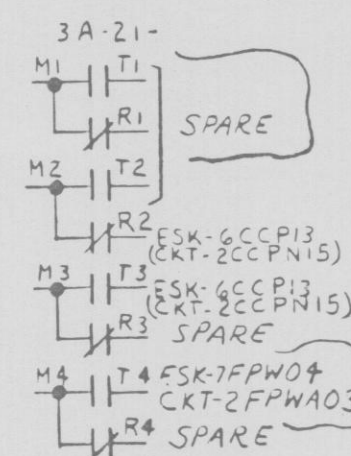 3A-21-
M1 T1
R1 SPARE
M2 T2
R2 ESK-6CCP13
(CKT-2CCPN15)
M3 T3 ESK-6CCP13
(CKT-2CCPN15)
R3 SPARE
M4 T4 ESK-7FPW04
CKT-2FPWA03
R4 SPARE